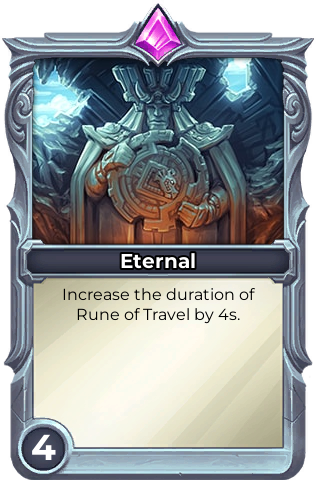 Eternal
Increase the duration of
Rune of Travel by 4s.
4